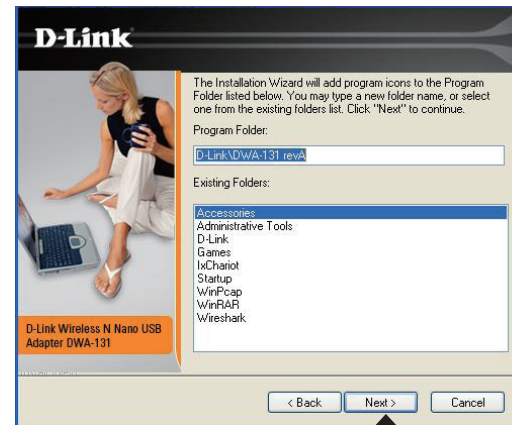 D-Link
The Installation Wizard will add program icons to the Program
Folder listed below. You may type a new folder name, or select
one from the existing folders list. Click "Next" to continue.
Program Folder:
D-Link\DWA-131 revA
Existing Folders:
Accessories
Administrative Tools
D-Link
Games
IxChariot
Startup
WinPcap
WinRAR
Wireshark
D-Link Wireless N Nano USB
Adapter DWA-131
< Back
Next >
Cancel